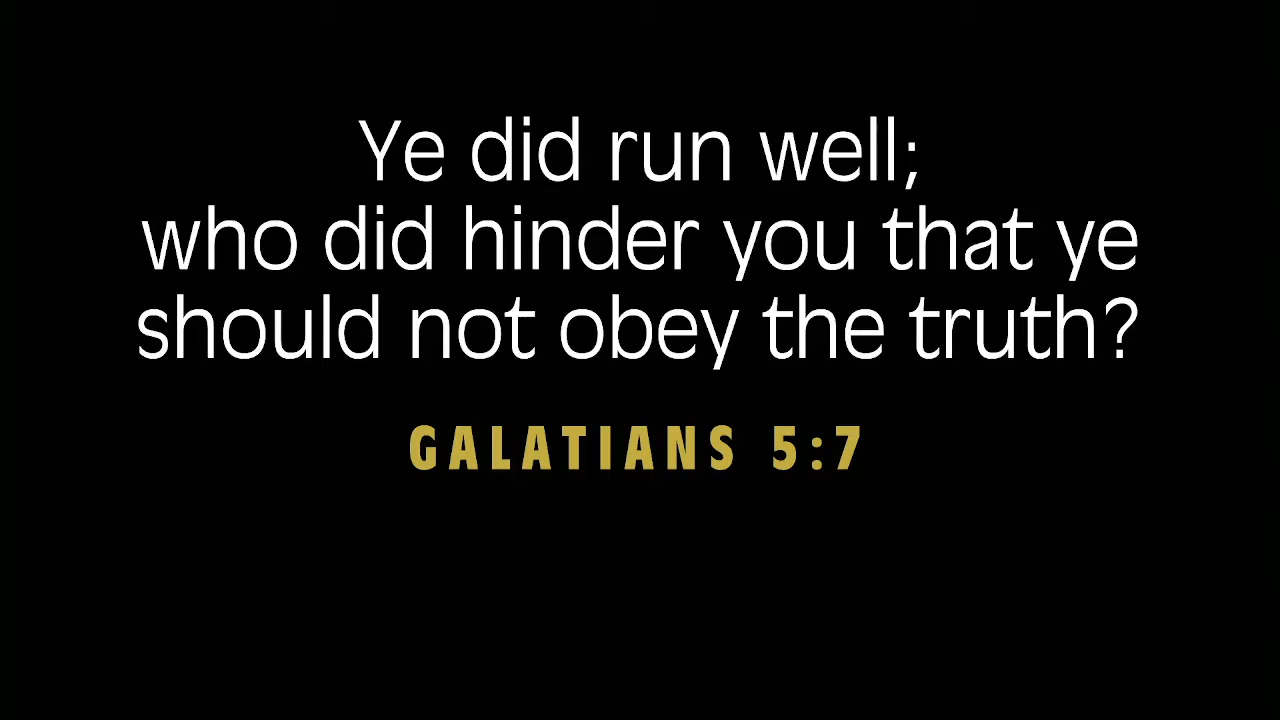 Ye did run well;
who did hinder you that ye
should not obey the truth?
GALATIANS 5:7